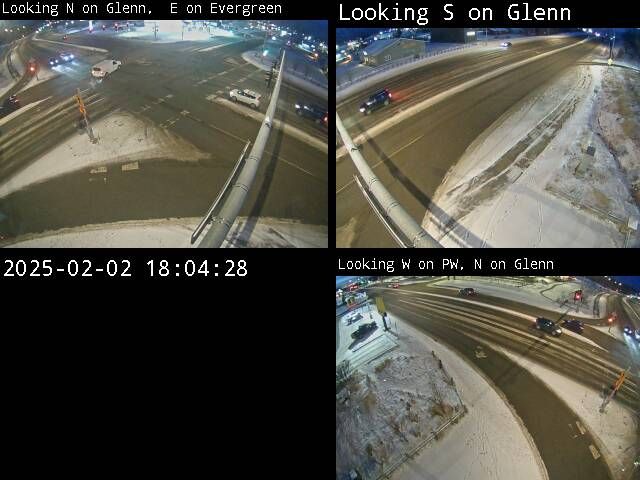 Looking N on Glenn,  E on Evergreen
Looking S on Glenn
2025-02-02 18:04:28
Looking W on PW, N on Glenn